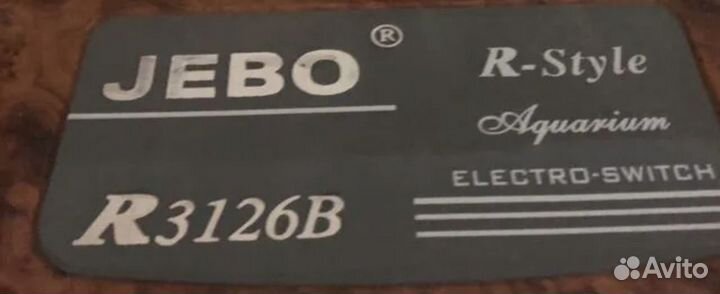 JEBO®
R3126B
R-Style
Aquarium
ELECTRO-SWITCH
Avito